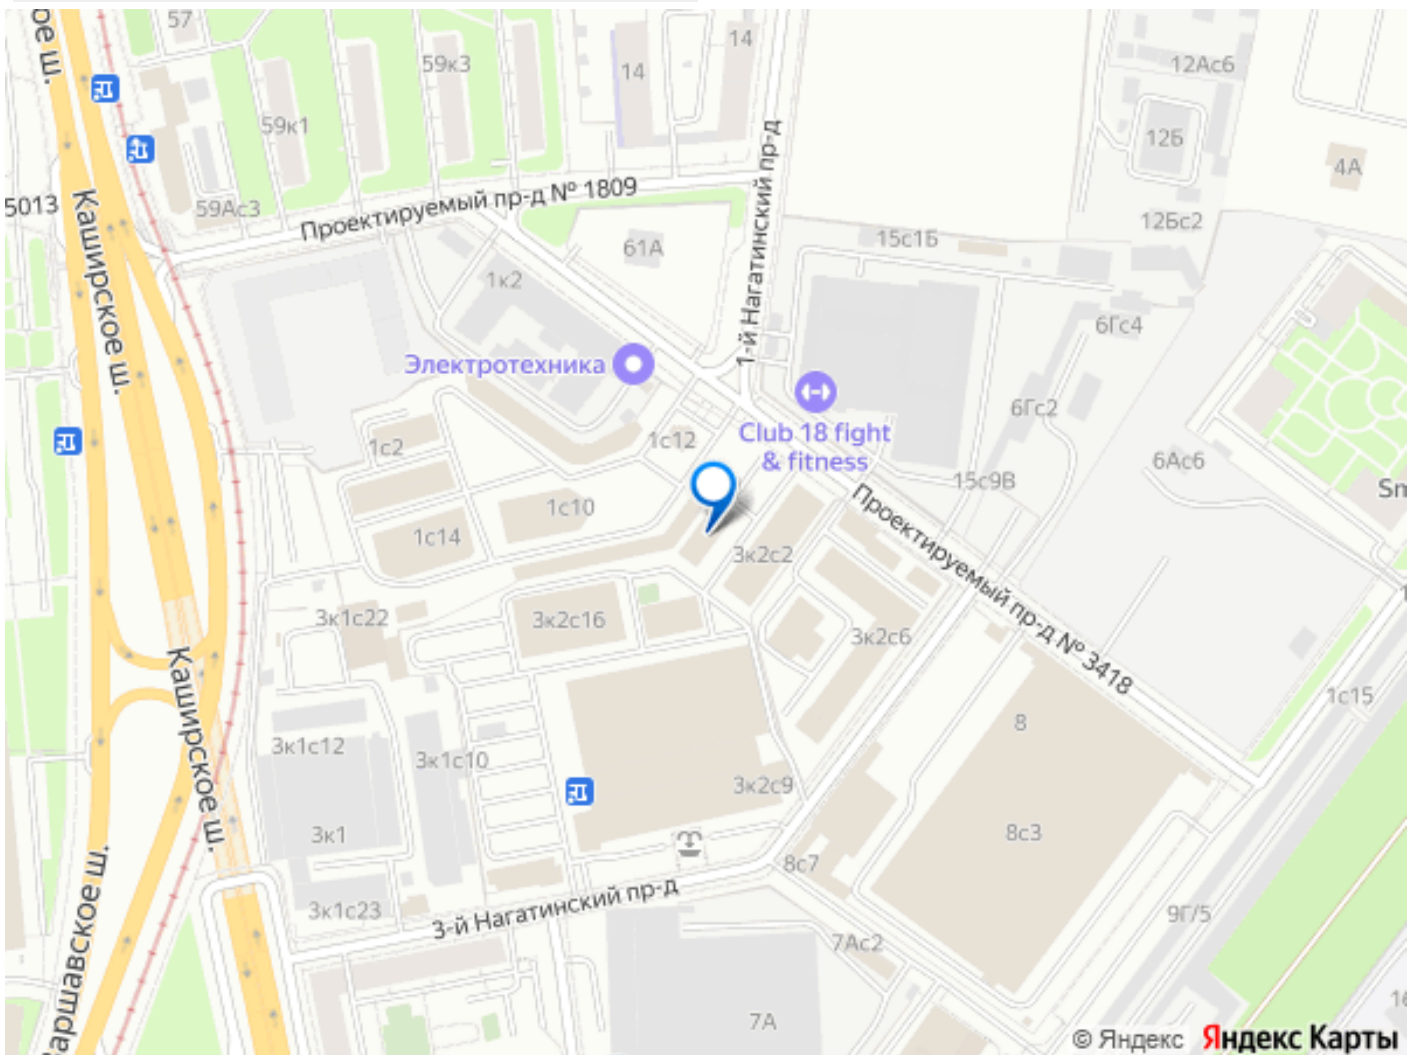 57
14
ое ш.
59к3
14
12Ас6
59к1
12Б
4А
5013
59Ас3
Проектируемый пр-д № 1809
12Бс2
61А
15с1Б
Каширское ш.
1-й Нагатинский пр-д
1к2
6Гс4
Электротехника
6Гс2
Club 18 fight
& fitness
1с2
1с12
6Ас6
15с9В
Sm
1с10
1с14
Проектируемый пр-д № 3418
3к2с2
3к1с22
3к2с16
3к2с6
Каширское ш.
1с15
8
3к1с12
3к1с10
3к2с9
3к1
8с3
8с7
3-й Нагатинский пр-д
3к1с23
9Г/5
7Ас2
Варшавское ш.
7А
16
© Яндекс Яндекс Карты